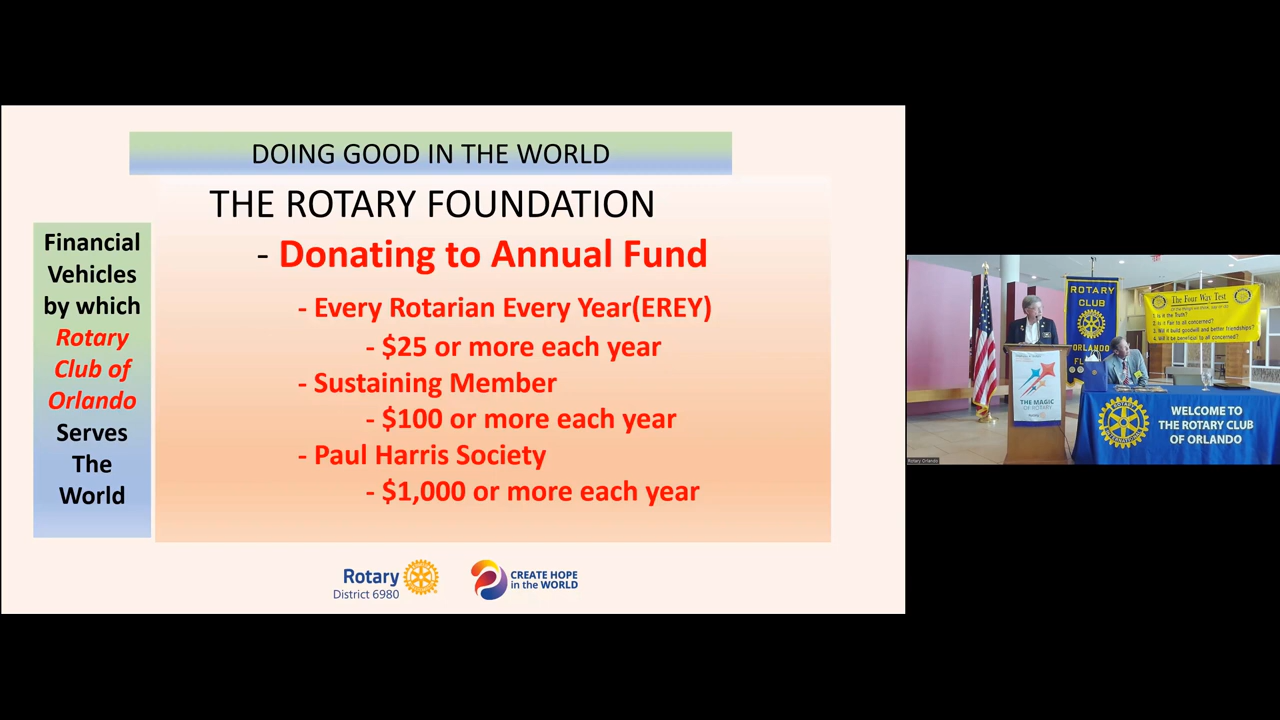 DOING GOOD IN THE WORLD
THE ROTARY FOUNDATION
- Donating to Annual Fund
- Every Rotarian Every Year(EREY)
- $25 or more each year
- Sustaining Member
- $100 or more each year
- Paul Harris Society
- $1,000 or more each year
Financial
Vehicles
by which
Rotary
Club of
Orlando
Serves
The
World
Rotary
District 6980
CREATE HOPE
in the WORLD
ROTARY
CLUB
ORLANDO
The Four Way Test
1. Is it the Truth?
2. Is it Fair to all concerned?
3. Will it build goodwill and better friendships?
4. Will it be beneficial to all concerned?
THE MAGIC
OF ROTARY
WELCOME TO
THE ROTARY CLUB
OF ORLANDO
Rotary Orlando